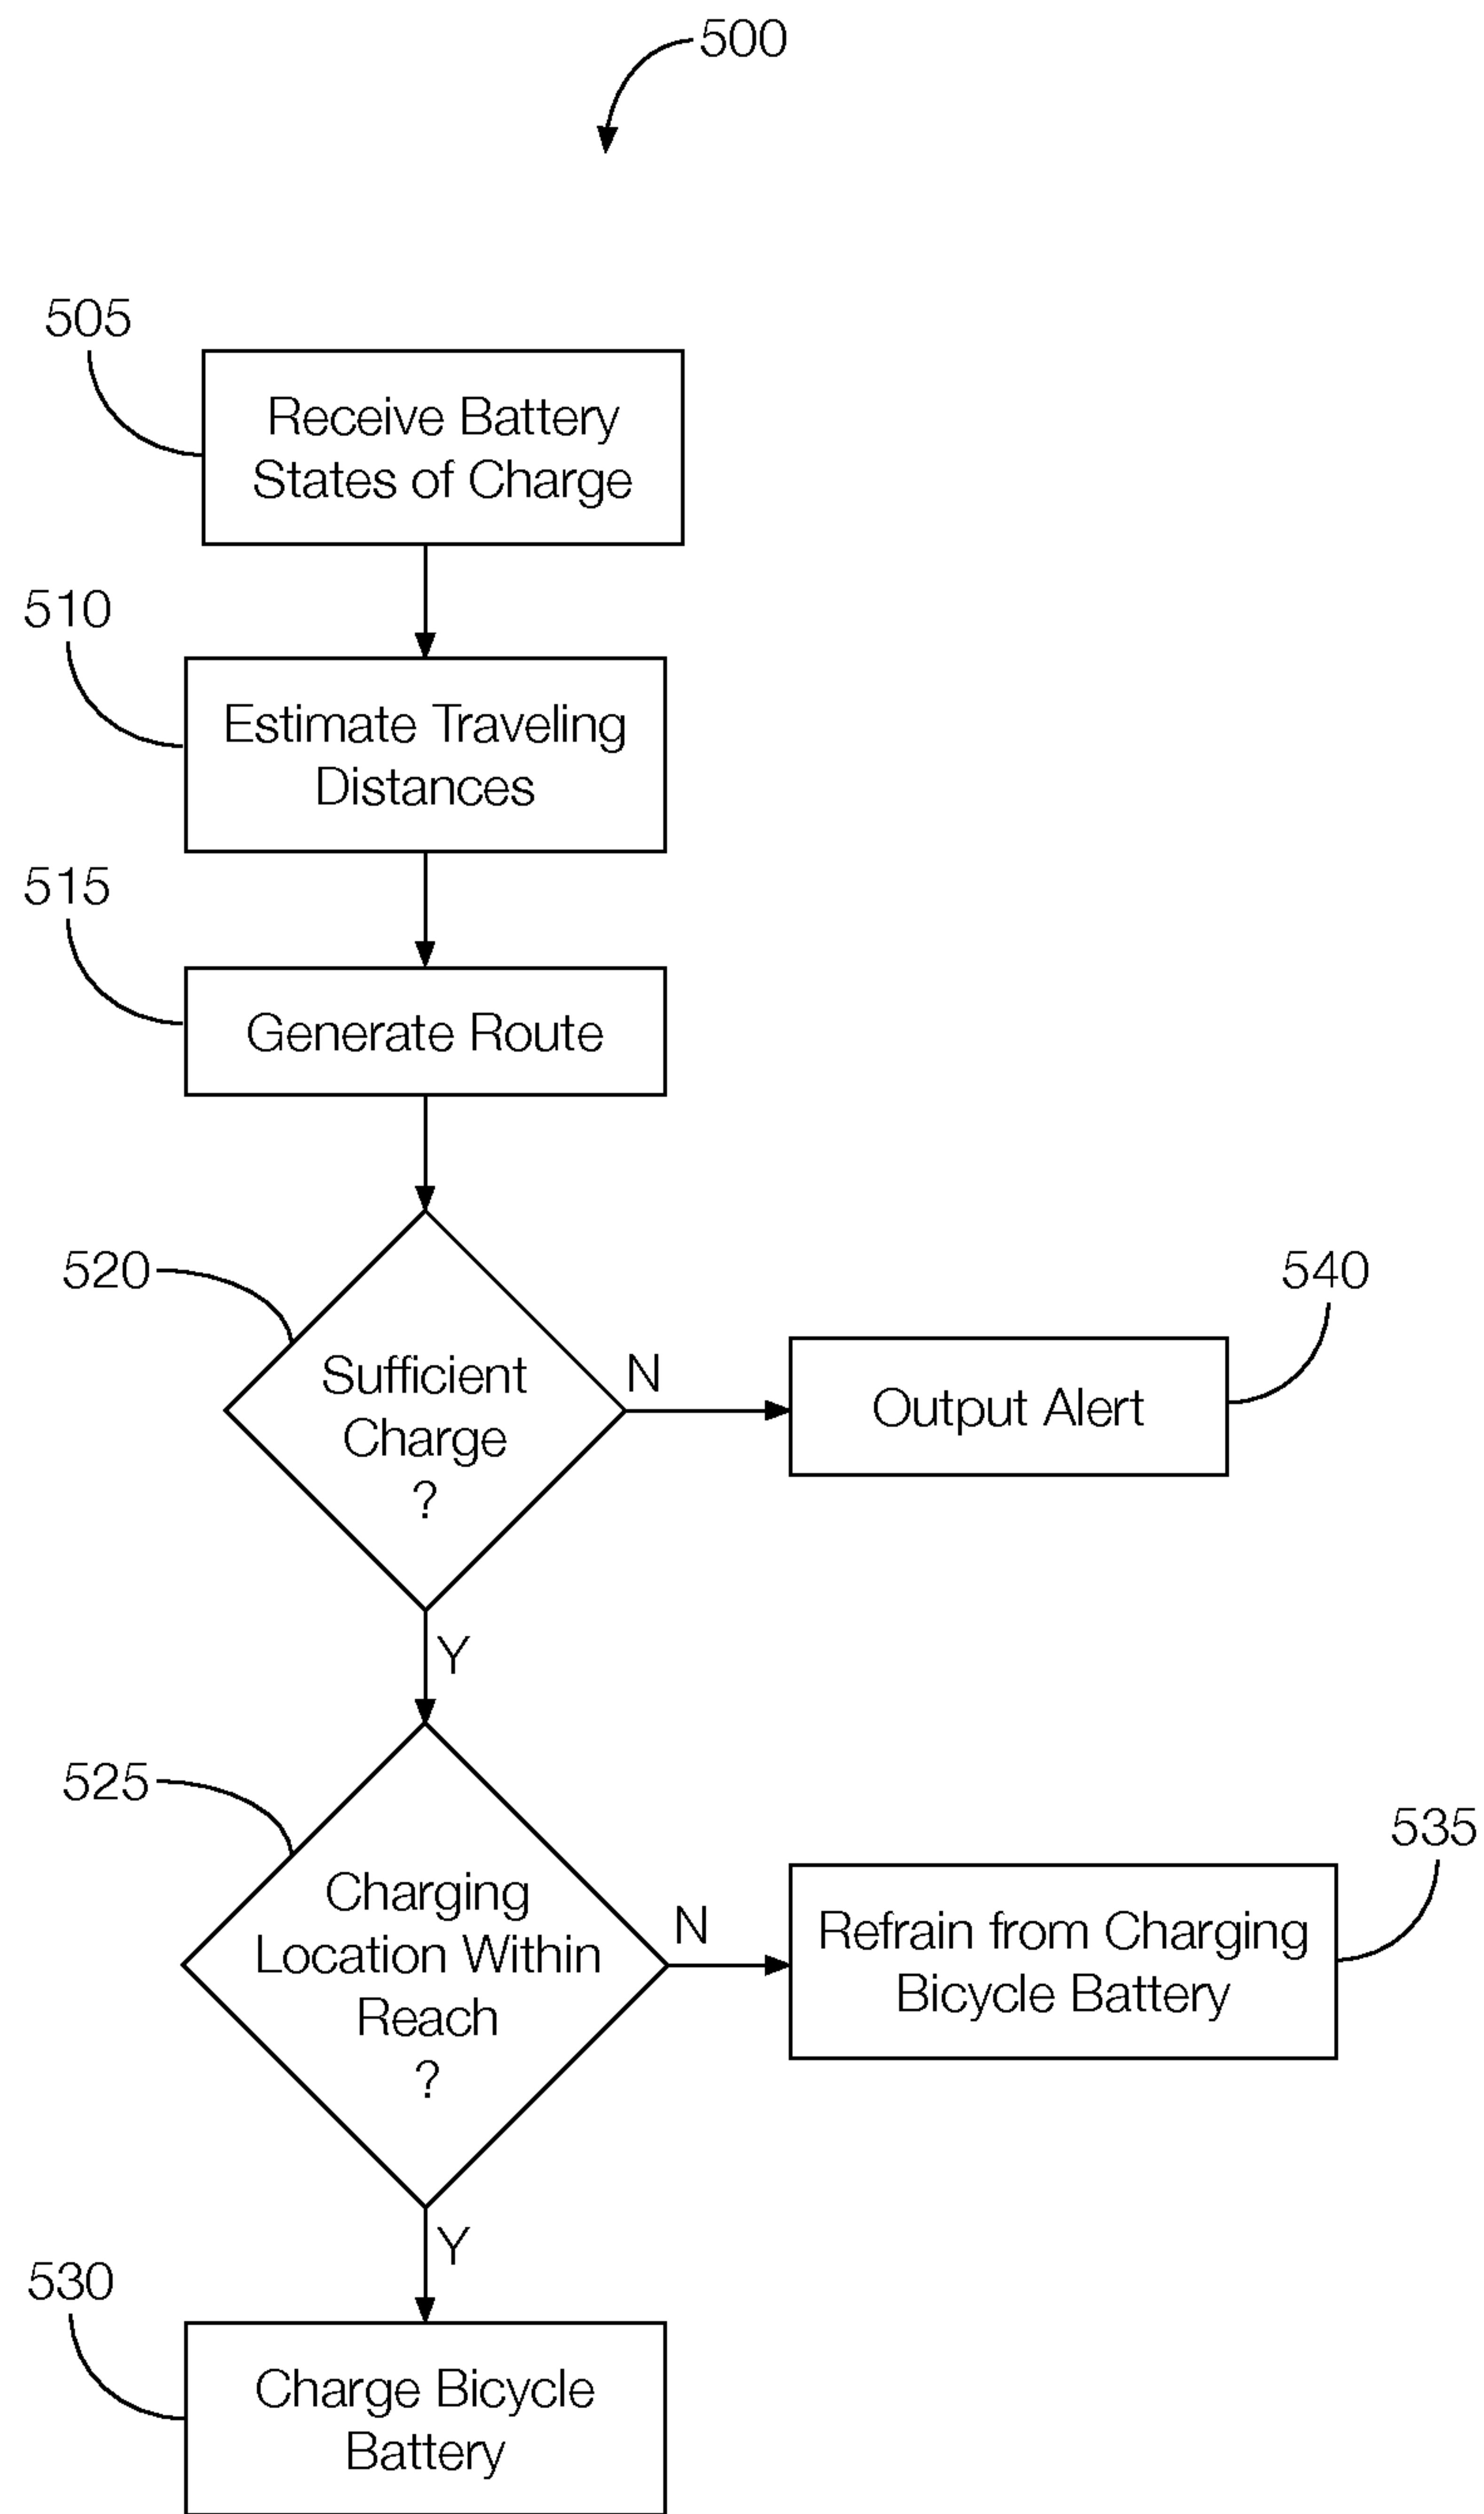 500
505
Receive Battery
States of Charge
510
Estimate Traveling
Distances
515
Generate Route
520
Sufficient
Charge
?
N
540
Output Alert
Y
525
Charging
Location Within
Reach
?
N
535
Refrain from Charging
Bicycle Battery
Y
530
Charge Bicycle
Battery